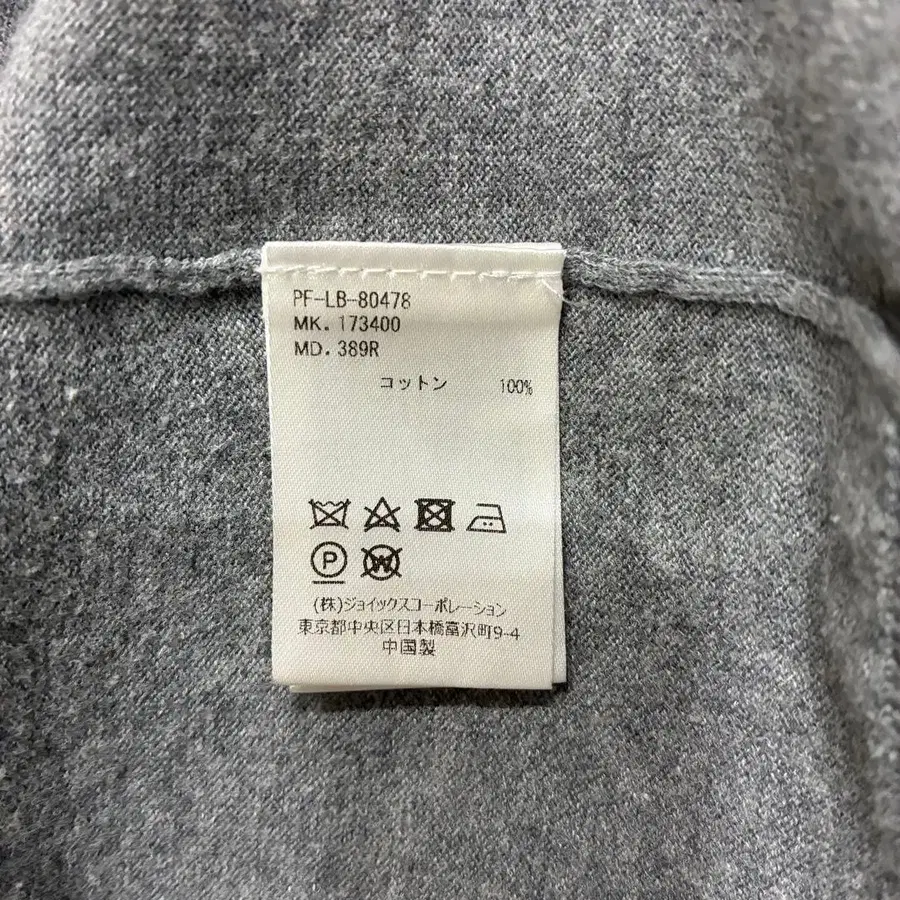 PF-LB-80478
MK. 173400
MD. 389R
コットン 100%
P W
(株)ジョイックスコーポレーション
東京都中央区日本橋富沢町9-4
中国製